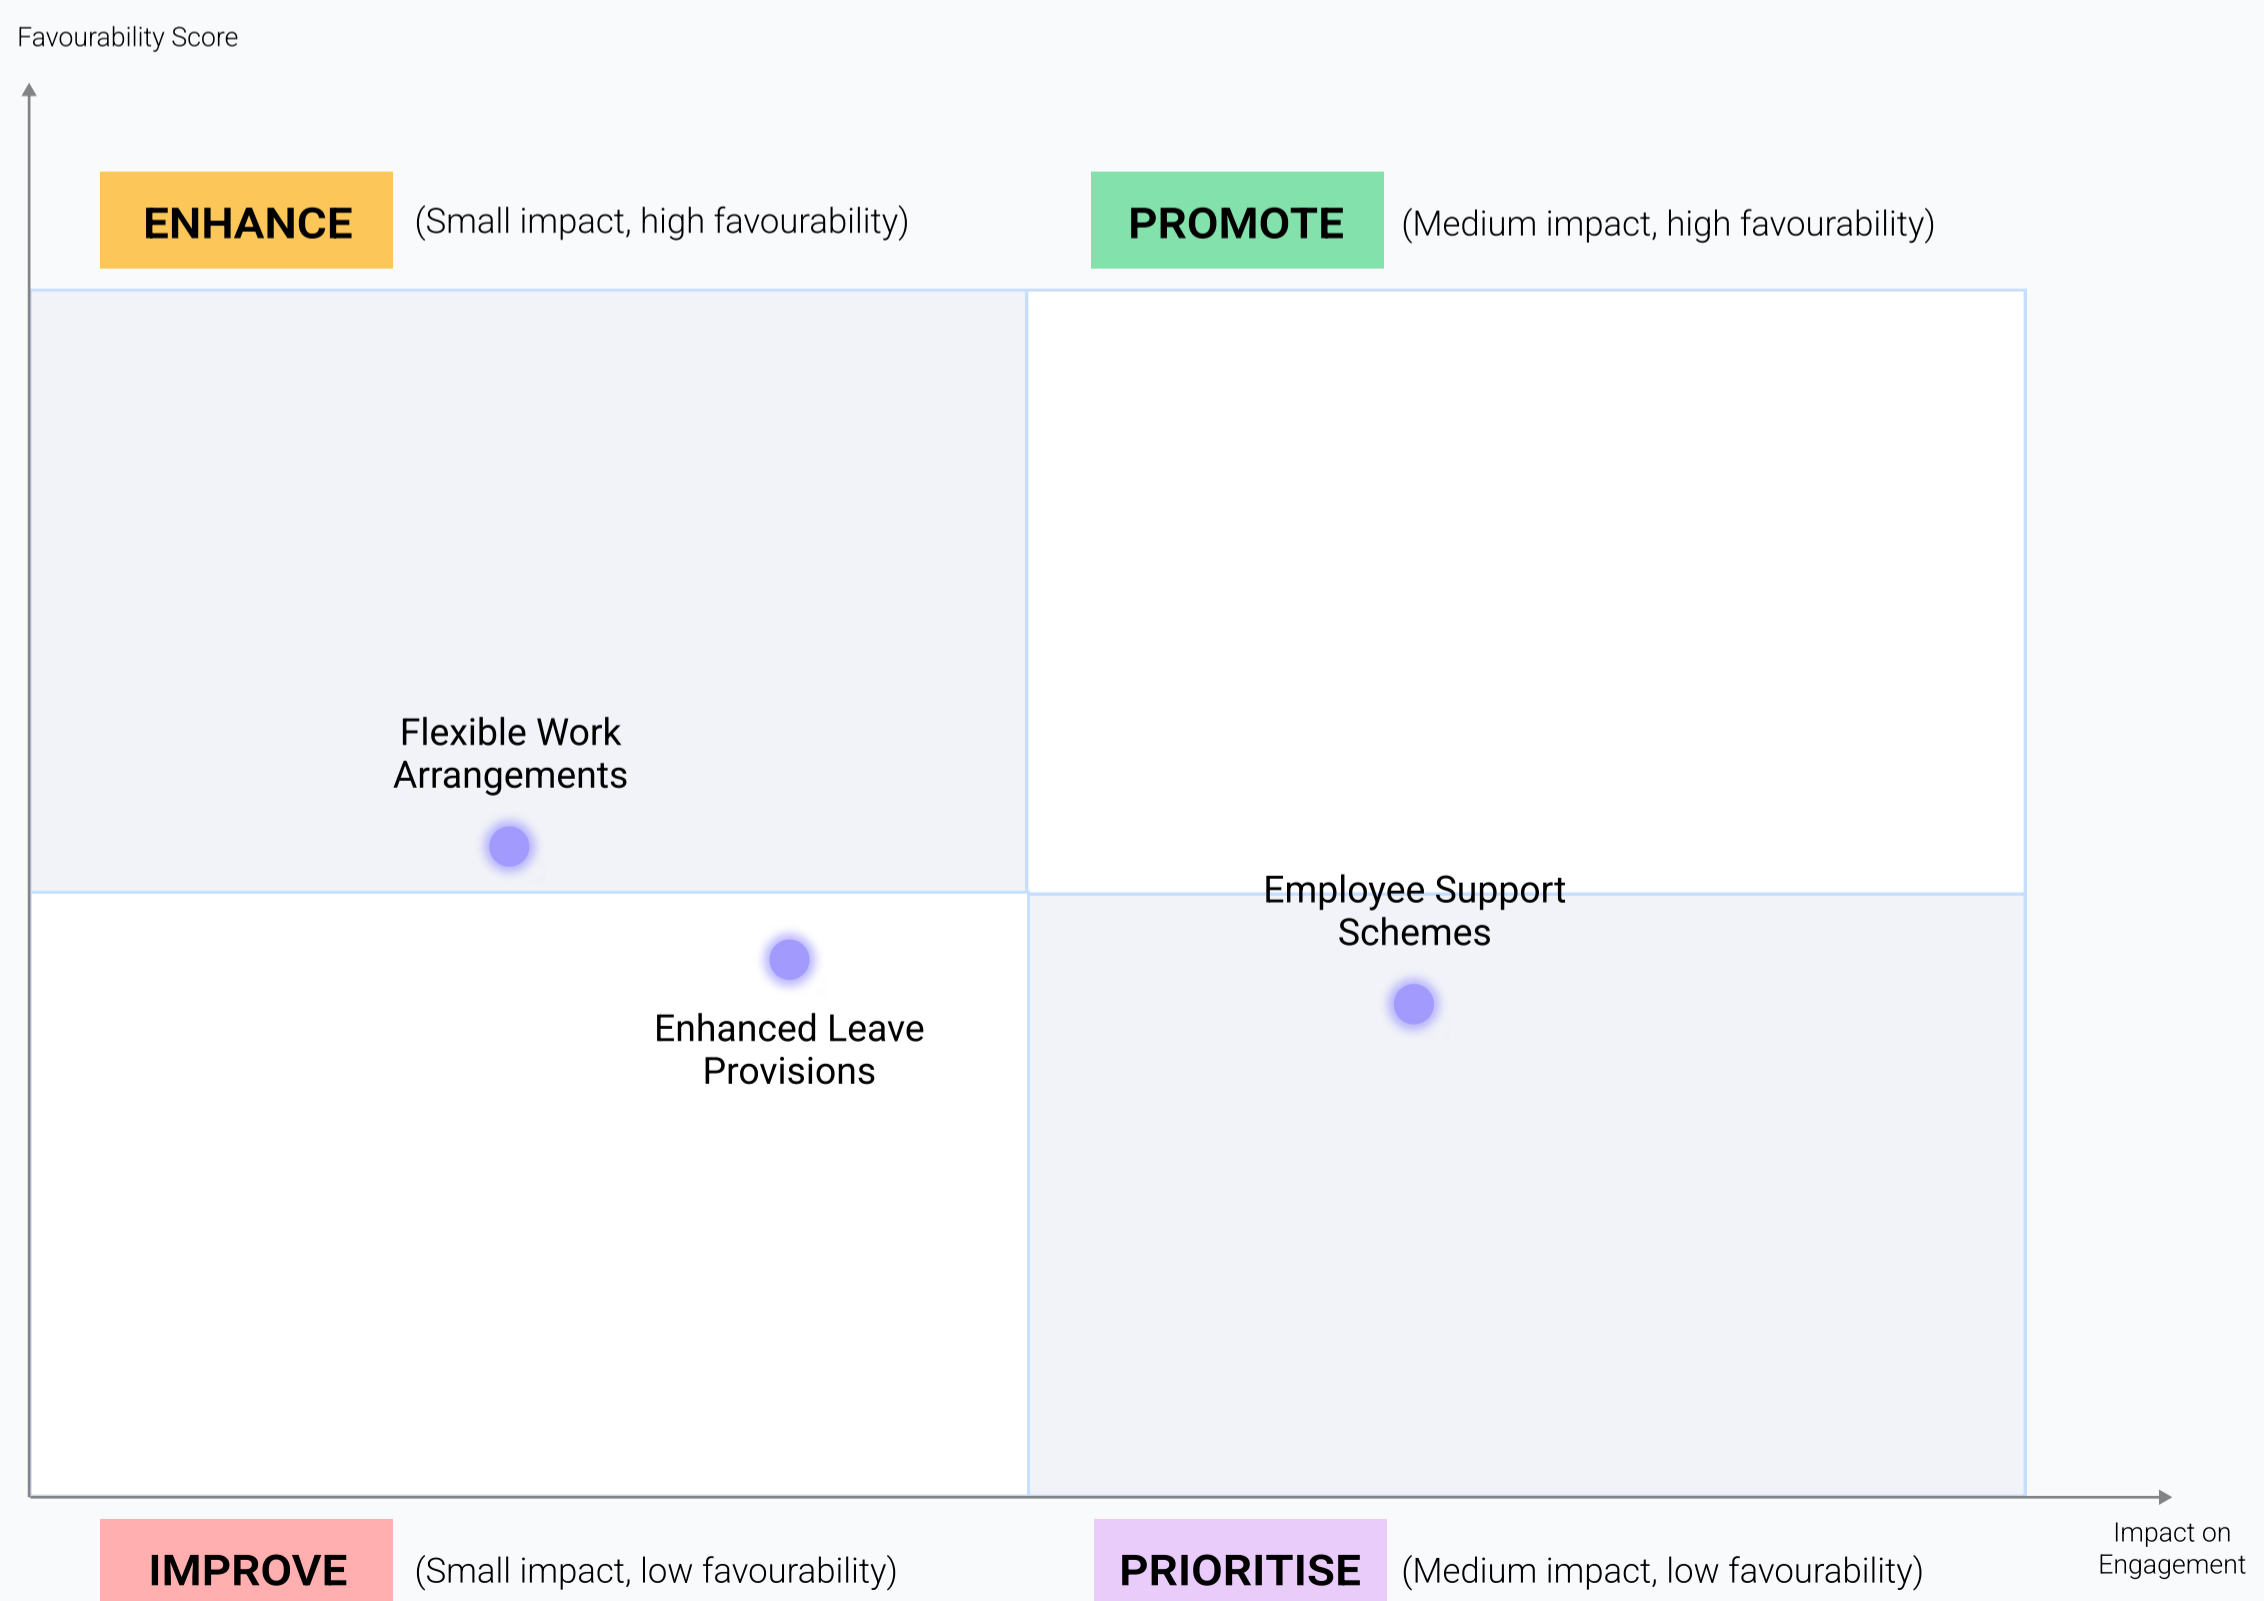 Favourability Score
ENHANCE
(Small impact, high favourability)
PROMOTE
(Medium impact, high favourability)
Flexible Work
Arrangements
Employee Support
Schemes
Enhanced Leave
Provisions
Impact on
Engagement
IMPROVE
(Small impact, low favourability)
PRIORITISE
(Medium impact, low favourability)